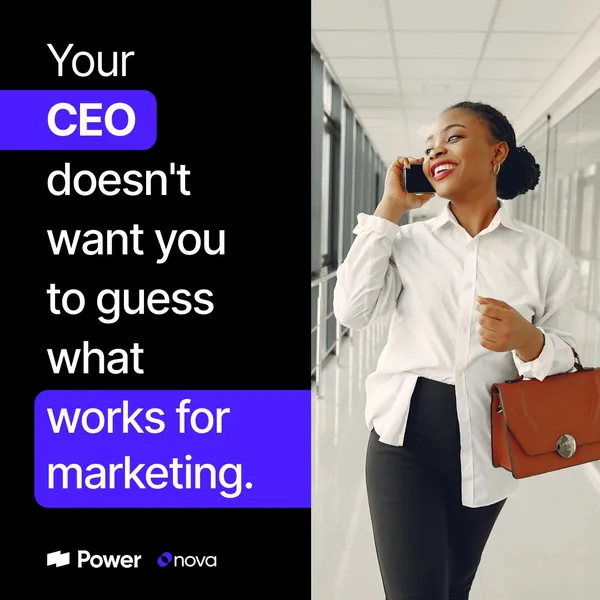 Your
CEO
doesn't
want you
to guess
what
works for
marketing.
Power nova